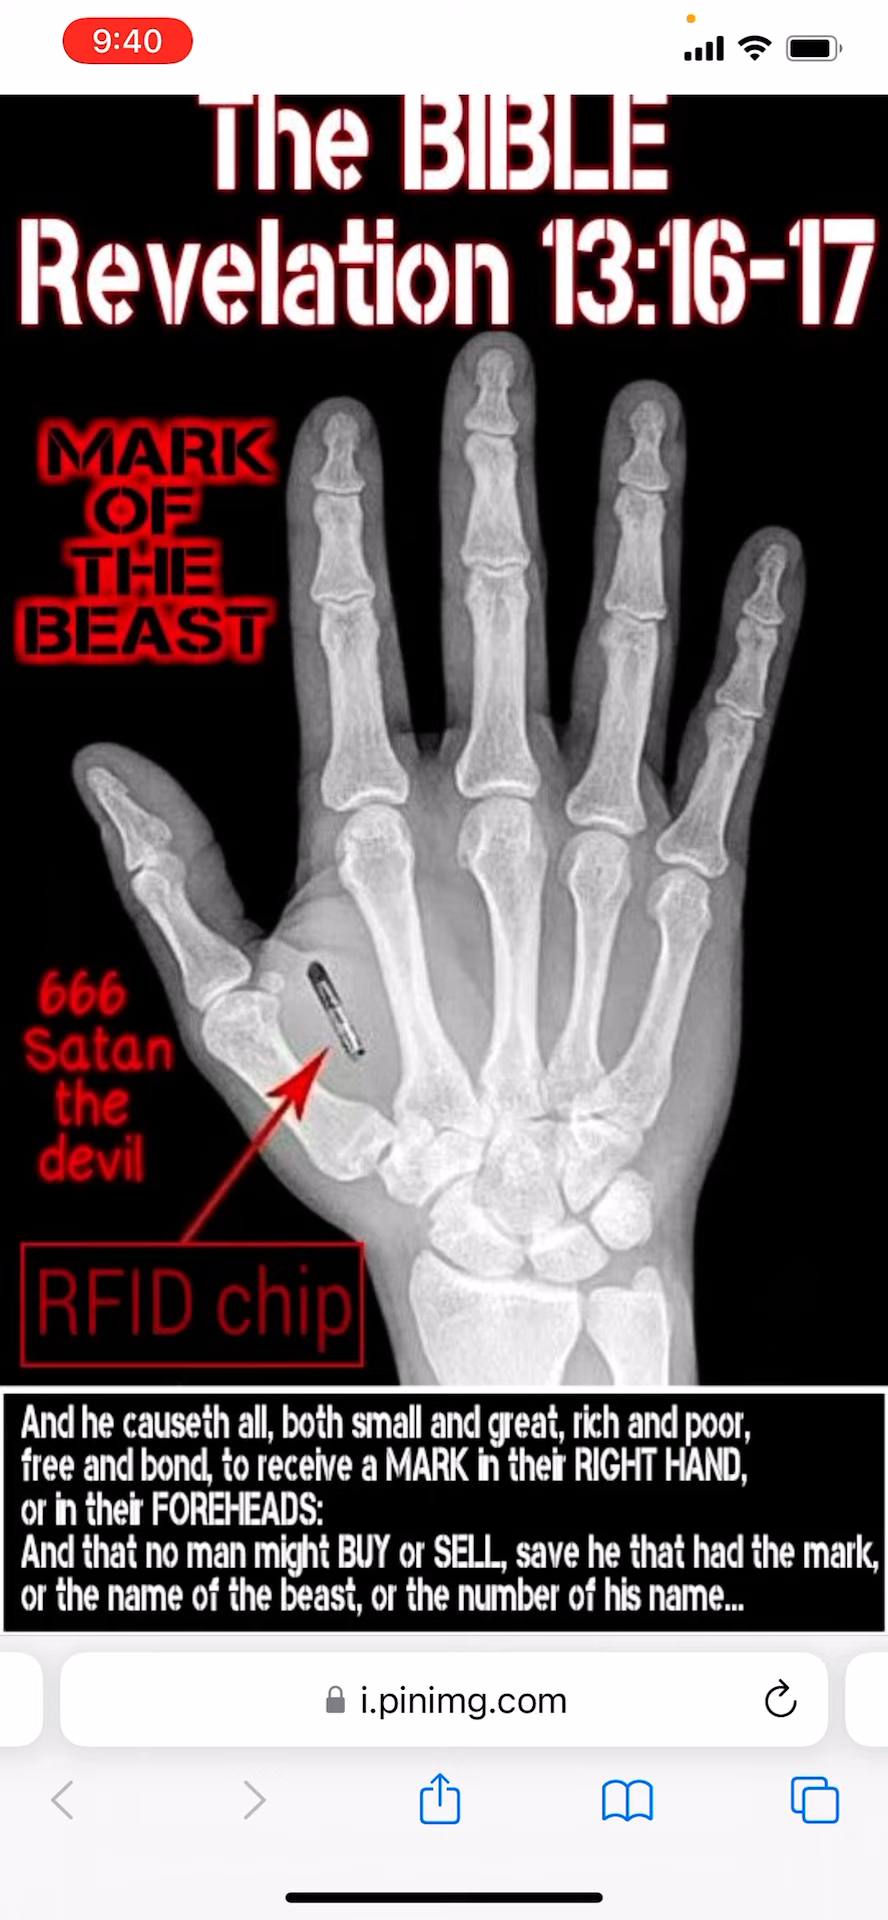 9:40
The BIBLE
Revelation 13:16-17
MARK
OF
THE
BEAST
666
Satan
the
devil
RFID chip
And he causeth all, both small and great, rich and poor,
free and bond, to receive a MARK in their RIGHT HAND,
or in their FOREHEADS:
And that no man might BUY or SELL, save he that had the mark,
or the name of the beast, or the number of his name...
i.pinimg.com